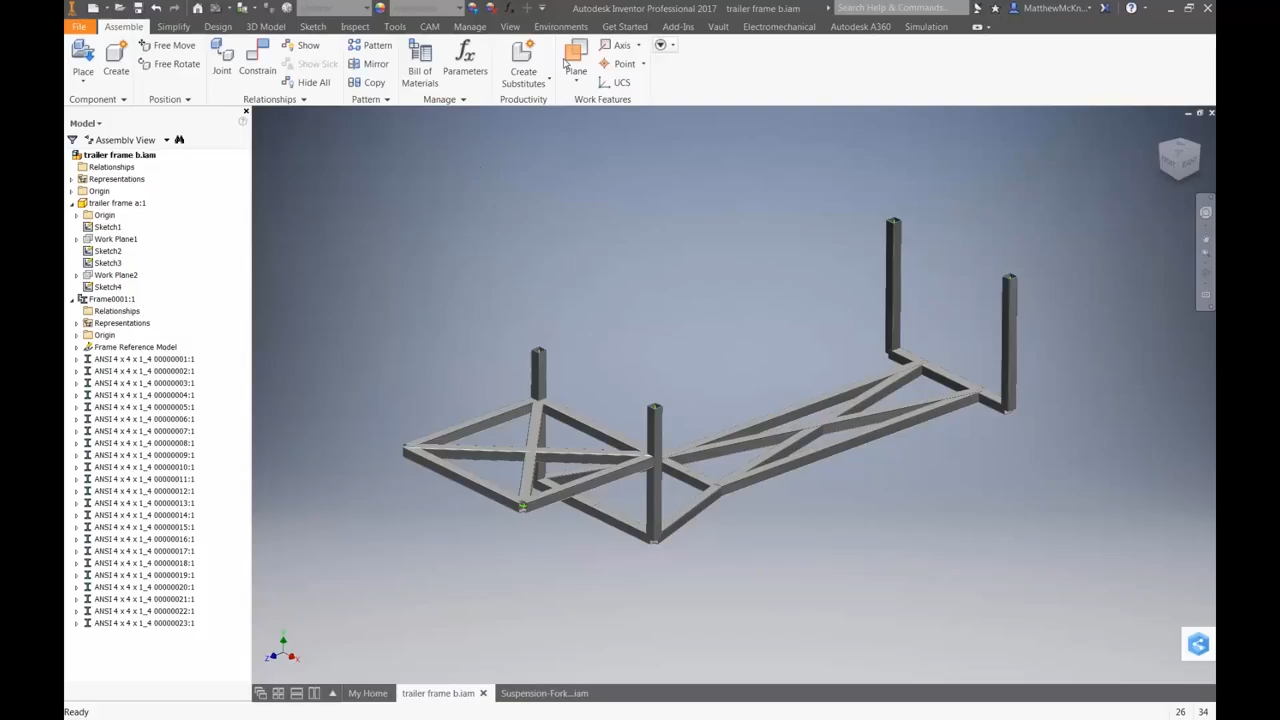 Autodesk Inventor Professional 2017 trailer frame b.iam
Search Help & Commands...
MatthewMcKn...
File Assemble Simplify Design 3D Model Sketch Inspect Tools CAM Manage View Environments Get Started Add-Ins Vault Electromechanical Autodesk A360 Simulation
Place
Create
Free Move
Free Rotate
Joint
Constrain
Show
Show Sick
Hide All
Pattern
Mirror
Copy
Bill of
Materials
Parameters
Create
Substitutes
Plane
Axis
Point
UCS
Component Position Relationships Pattern Manage Productivity Work Features
Model
Assembly View
trailer frame b.iam
Relationships
Representations
Origin
trailer frame a:1
Origin
Sketch1
Work Plane1
Sketch2
Sketch3
Work Plane2
Sketch4
Frame0001:1
Relationships
Representations
Origin
Frame Reference Model
ANSI 4 x 4 x 1_4 00000001:1
ANSI 4 x 4 x 1_4 00000002:1
ANSI 4 x 4 x 1_4 00000003:1
ANSI 4 x 4 x 1_4 00000004:1
ANSI 4 x 4 x 1_4 00000005:1
ANSI 4 x 4 x 1_4 00000006:1
ANSI 4 x 4 x 1_4 00000007:1
ANSI 4 x 4 x 1_4 00000008:1
ANSI 4 x 4 x 1_4 00000009:1
ANSI 4 x 4 x 1_4 00000010:1
ANSI 4 x 4 x 1_4 00000011:1
ANSI 4 x 4 x 1_4 00000012:1
ANSI 4 x 4 x 1_4 00000013:1
ANSI 4 x 4 x 1_4 00000014:1
ANSI 4 x 4 x 1_4 00000015:1
ANSI 4 x 4 x 1_4 00000016:1
ANSI 4 x 4 x 1_4 00000017:1
ANSI 4 x 4 x 1_4 00000018:1
ANSI 4 x 4 x 1_4 00000019:1
ANSI 4 x 4 x 1_4 00000020:1
ANSI 4 x 4 x 1_4 00000021:1
ANSI 4 x 4 x 1_4 00000022:1
ANSI 4 x 4 x 1_4 00000023:1
Z X
My Home trailer frame b.iam Suspension-Fork...iam
Ready 26 34